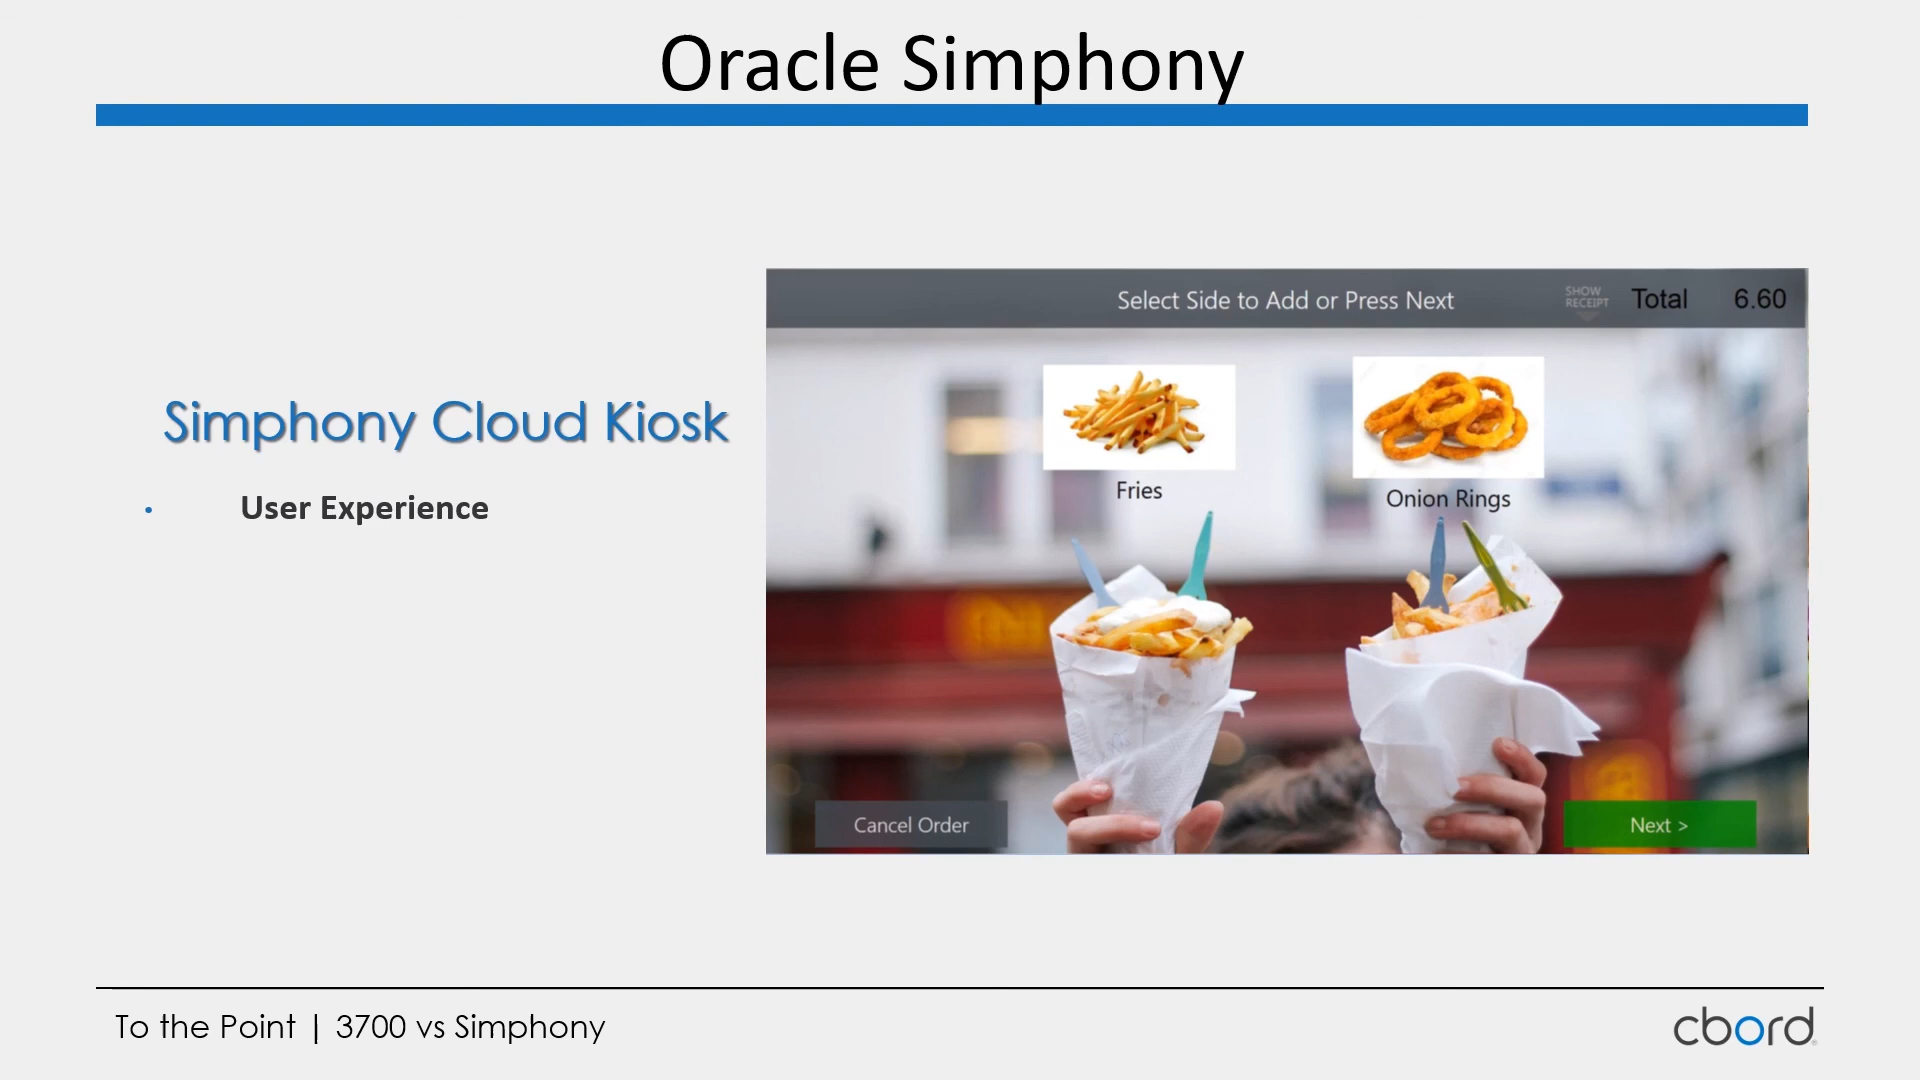 Oracle Simphony
Simphony Cloud Kiosk
• User Experience
Select Side to Add or Press Next
SHOW
RECEIPT
Total 6.60
Fries
Onion Rings
Cancel Order
Next >
To the Point | 3700 vs Simphony
cbord